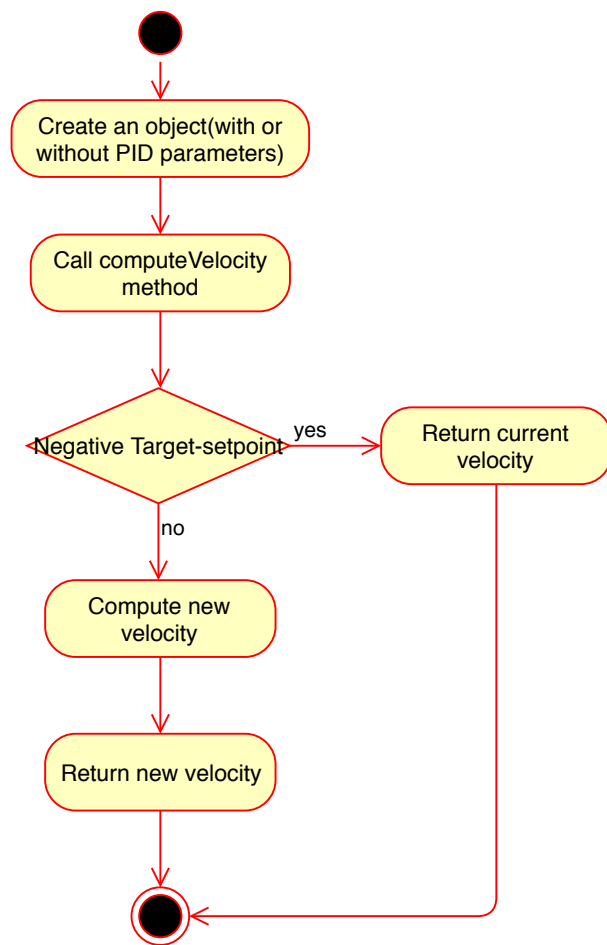 Create an object(with or
without PID parameters)
Call computeVelocity
method
Negative Target-setpoint
yes
Return current
velocity
no
Compute new
velocity
Return new velocity